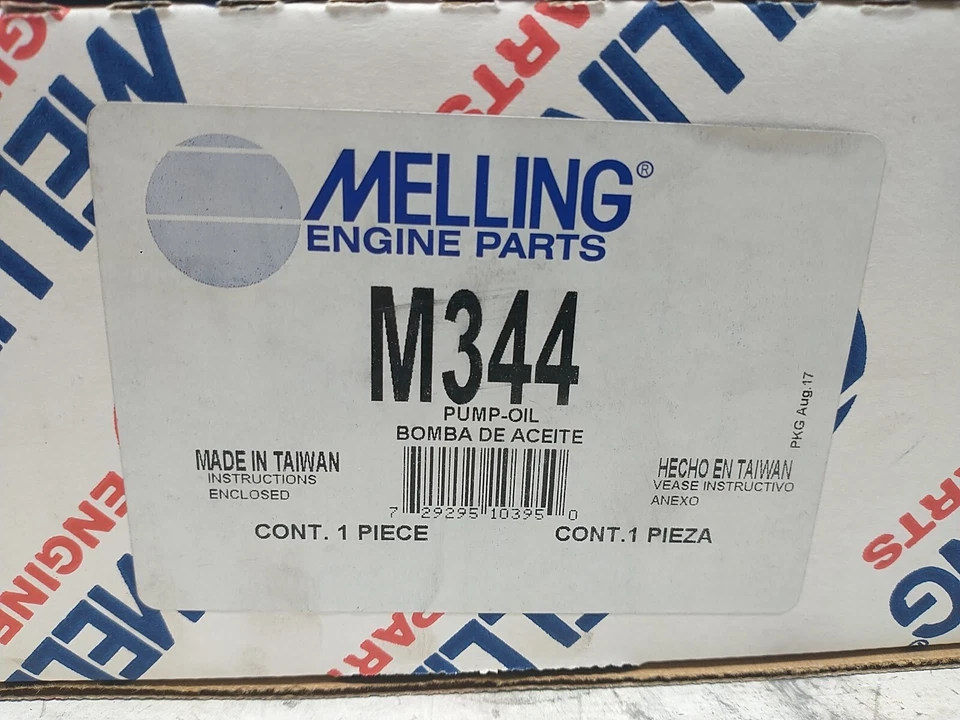 MELLING®
ENGINE PARTS
M344
PUMP-OIL
BOMBA DE ACEITE
PKG Aug.17
MADE IN TAIWAN
INSTRUCTIONS
ENCLOSED
HECHO EN TAIWAN
VEASE INSTRUCTIVO
ANEXO
7 29295 10395 0
CONT. 1 PIECE
CONT.1 PIEZA